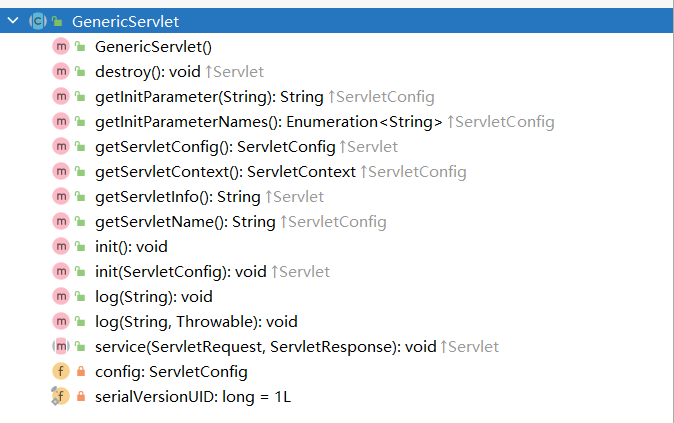 GenericServlet
GenericServlet()
destroy(): void ↑Servlet
getInitParameter(String): String ↑ServletConfig
getInitParameterNames(): Enumeration<String> ↑ServletConfig
getServletConfig(): ServletConfig ↑Servlet
getServletContext(): ServletContext ↑ServletConfig
getServletInfo(): String ↑Servlet
getServletName(): String ↑ServletConfig
init(): void
init(ServletConfig): void ↑Servlet
log(String): void
log(String, Throwable): void
service(ServletRequest, ServletResponse): void ↑Servlet
config: ServletConfig
serialVersionUID: long = 1L